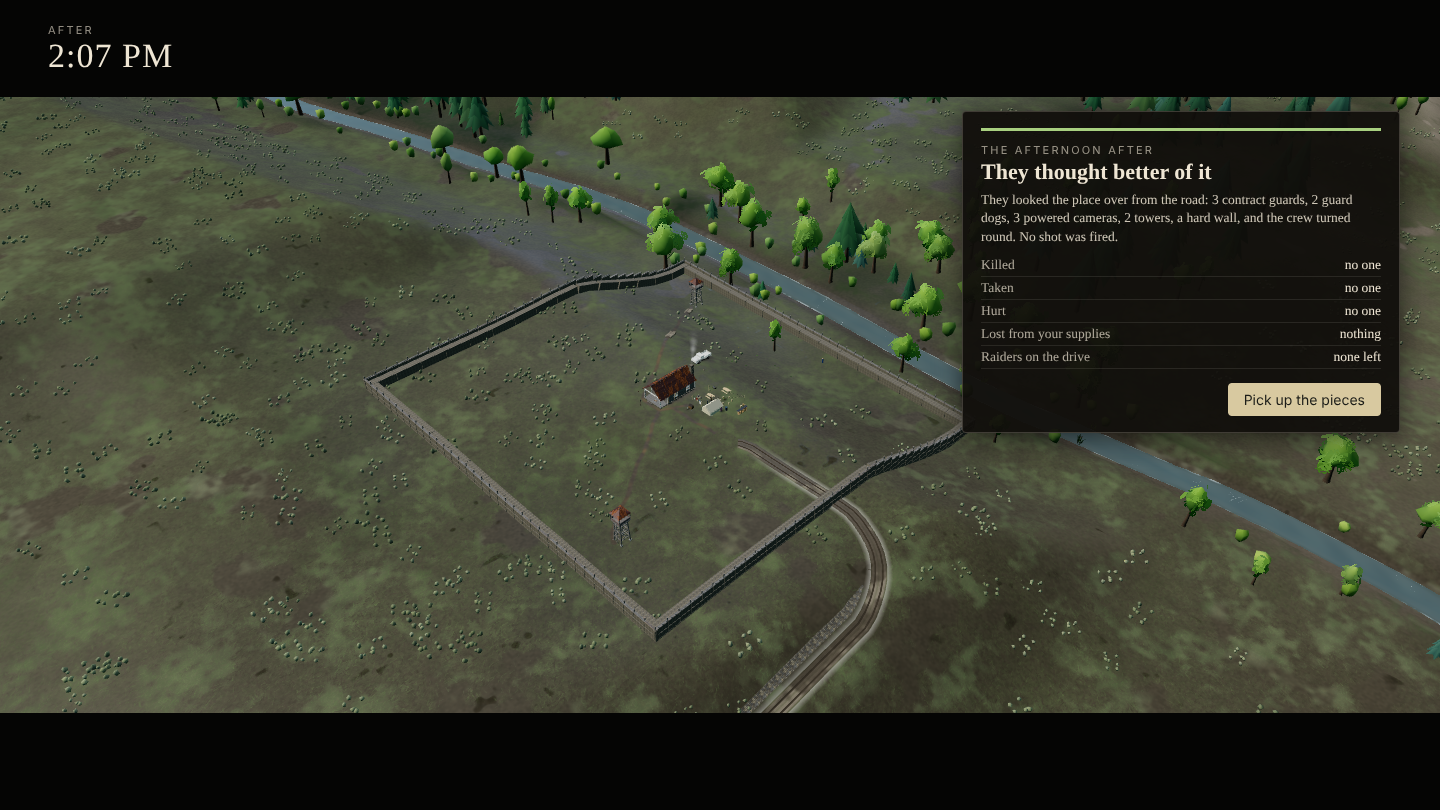 AFTER
2:07 PM
THE AFTERNOON AFTER
They thought better of it
They looked the place over from the road: 3 contract guards, 2 guard
dogs, 3 powered cameras, 2 towers, a hard wall, and the crew turned
round. No shot was fired.
Killed no one
Taken no one
Hurt no one
Lost from your supplies nothing
Raiders on the drive none left
Pick up the pieces